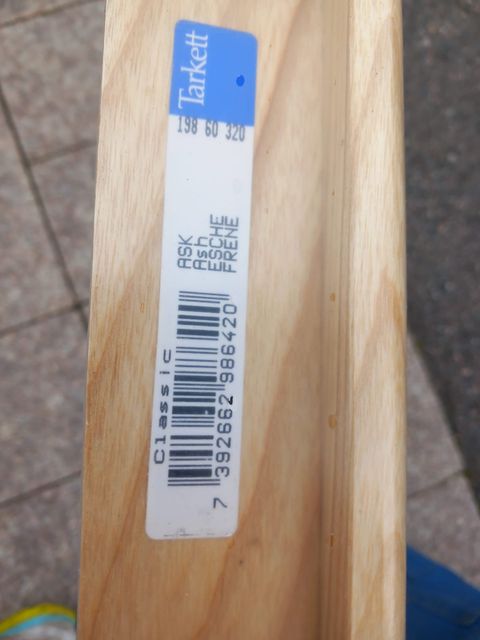 Tarkett
198 60 320
ASK
Ash
ESCHE
FRENE
Classic
7 392662 986420